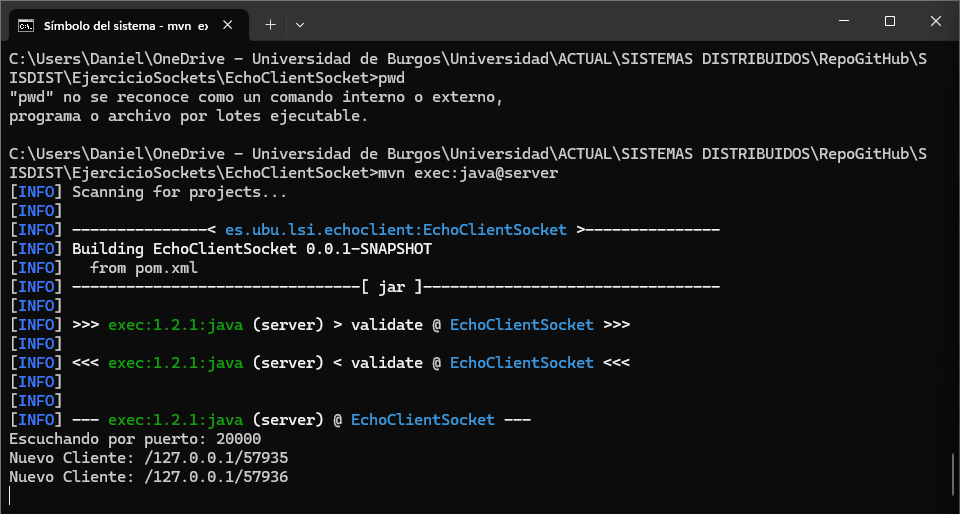 Símbolo del sistema - mvn ex
C:\Users\Daniel\OneDrive - Universidad de Burgos\Universidad\ACTUAL\SISTEMAS DISTRIBUIDOS\RepoGitHub\S
ISDIST\EjercicioSockets\EchoClientSocket>pwd
"pwd" no se reconoce como un comando interno o externo,
programa o archivo por lotes ejecutable.
C:\Users\Daniel\OneDrive - Universidad de Burgos\Universidad\ACTUAL\SISTEMAS DISTRIBUIDOS\RepoGitHub\S
ISDIST\EjercicioSockets\EchoClientSocket>mvn exec:java@server
[INFO] Scanning for projects...
[INFO]
[INFO] ---------------< es.ubu.lsi.echoclient:EchoClientSocket >---------------
[INFO] Building EchoClientSocket 0.0.1-SNAPSHOT
[INFO]   from pom.xml
[INFO] --------------------------------[ jar ]---------------------------------
[INFO]
[INFO] >>> exec:1.2.1:java (server) > validate @ EchoClientSocket >>>
[INFO]
[INFO] <<< exec:1.2.1:java (server) < validate @ EchoClientSocket <<<
[INFO]
[INFO]
[INFO] --- exec:1.2.1:java (server) @ EchoClientSocket ---
Escuchando por puerto: 20000
Nuevo Cliente: /127.0.0.1/57935
Nuevo Cliente: /127.0.0.1/57936